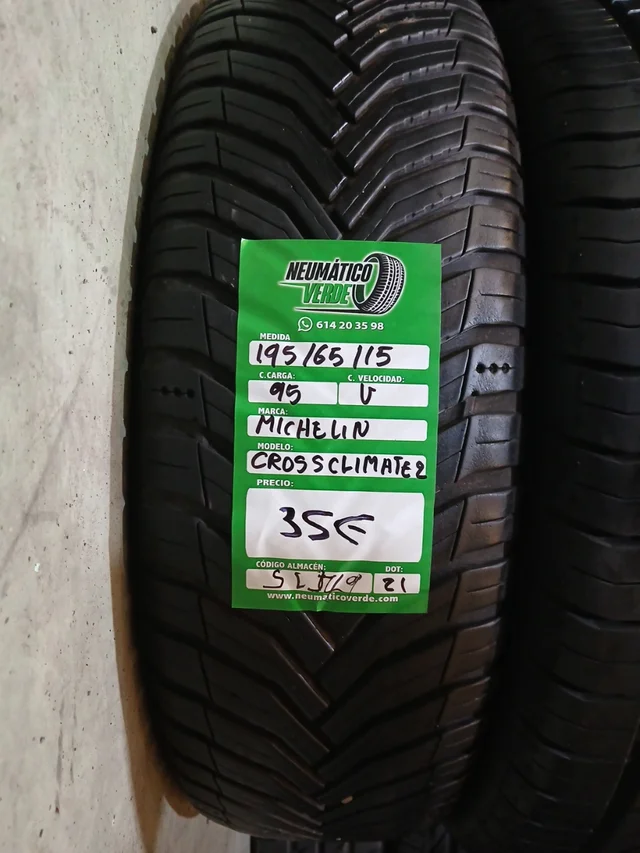 NEUMÁTICO
VERDE
614 20 35 98
MEDIDA
195/65/15
C.CARGA: C. VELOCIDAD:
95 V
MARCA:
MICHELIN
MODELO:
CROSSCLIMATE2
PRECIO:
35€
CÓDIGO ALMACÉN: DOT:
21
www.neumaticoverde.com